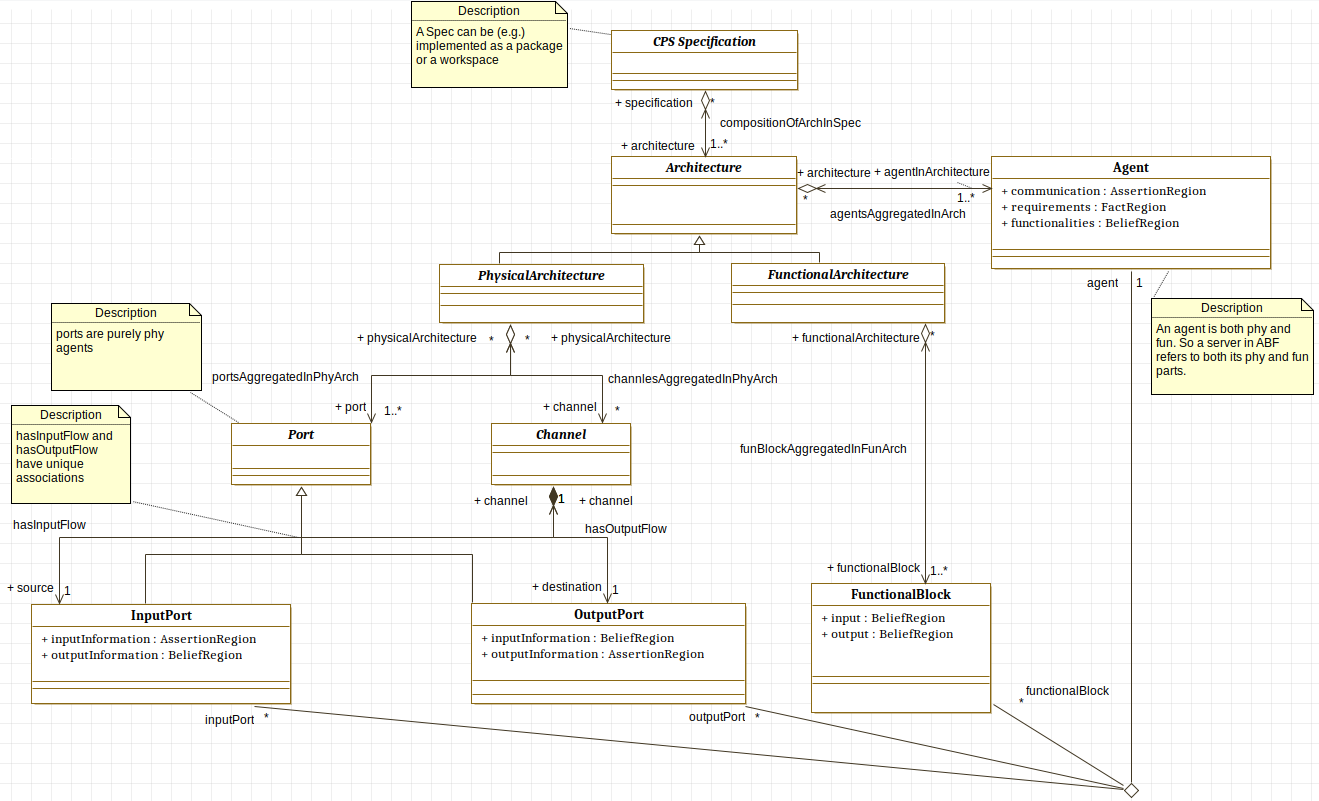 Description
A Spec can be (e.g.)
implemented as a package
or a workspace
CPS Specification
+ specification
*
compositionOfArchInSpec
+ architecture
1..*
Architecture
+ architecture
+ agentInArchitecture
*
1..*
agentsAggregatedInArch
Agent
+ communication : AssertionRegion
+ requirements : FactRegion
+ functionalities : BeliefRegion
PhysicalArchitecture
FunctionalArchitecture
agent
1
Description
An agent is both phy and
fun. So a server in ABF
refers to both its phy and fun
parts.
Description
ports are purely phy
agents
+ physicalArchitecture
*
*
+ physicalArchitecture
+ functionalArchitecture
*
portsAggregatedInPhyArch
channlesAggregatedInPhyArch
+ port
1..*
+ channel
*
Description
hasInputFlow and
hasOutputFlow
have unique
associations
Port
Channel
funBlockAggregatedInFunArch
+ channel
1
+ channel
hasInputFlow
hasOutputFlow
+ source
1
+ destination
1
+ functionalBlock
1..*
InputPort
+ inputInformation : AssertionRegion
+ outputInformation : BeliefRegion
OutputPort
+ inputInformation : BeliefRegion
+ outputInformation : AssertionRegion
FunctionalBlock
+ input : BeliefRegion
+ output : BeliefRegion
functionalBlock
*
inputPort
*
outputPort
*